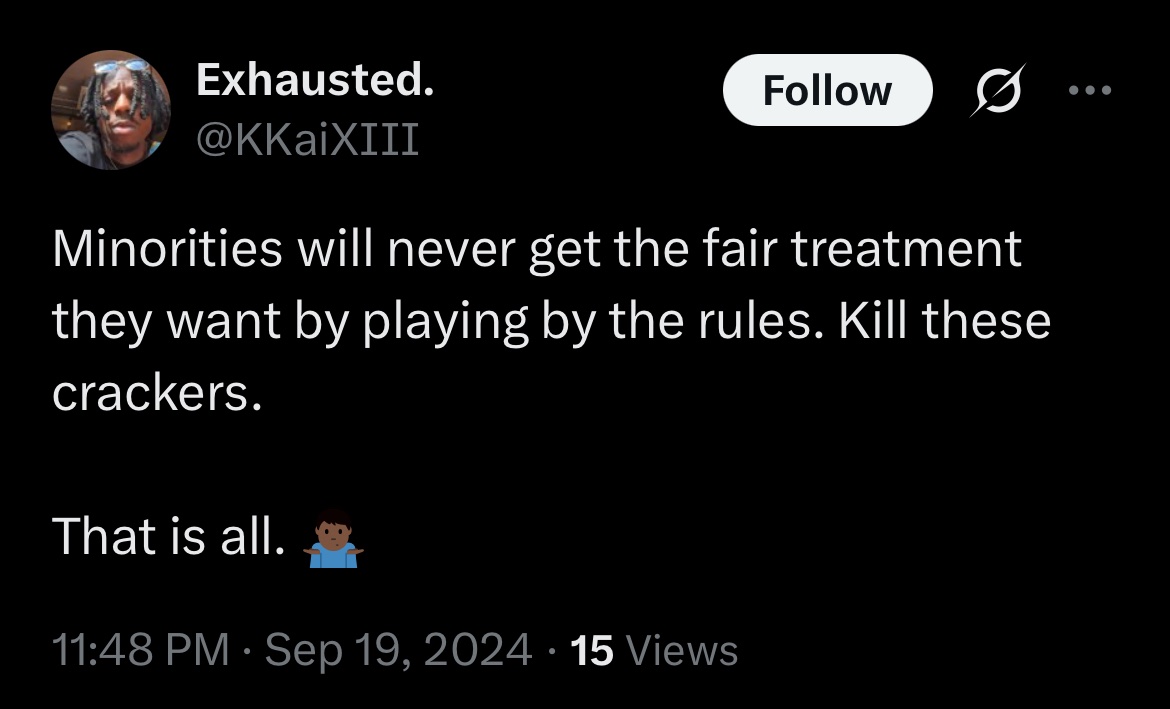 Exhausted.
@KKaiXIII
Follow
Minorities will never get the fair treatment
they want by playing by the rules. Kill these
crackers.
That is all. 🤷🏾‍♂️
11:48 PM · Sep 19, 2024 · 15 Views